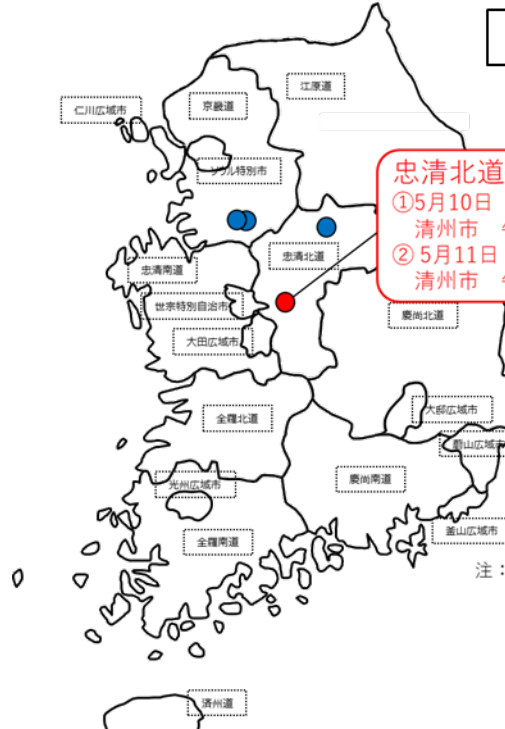 江原道
京畿道
仁川広域市
ソウル特別市
忠清北道
①5月10日
清州市
② 5月11日
清州市
忠清北道
忠清南道
世宗特別自治市
慶尚北道
大田広域市
大邱広域市
全羅北道
蔚山広域市
慶尚南道
光州広域市
釜山広域市
全羅南道
注：
済州道